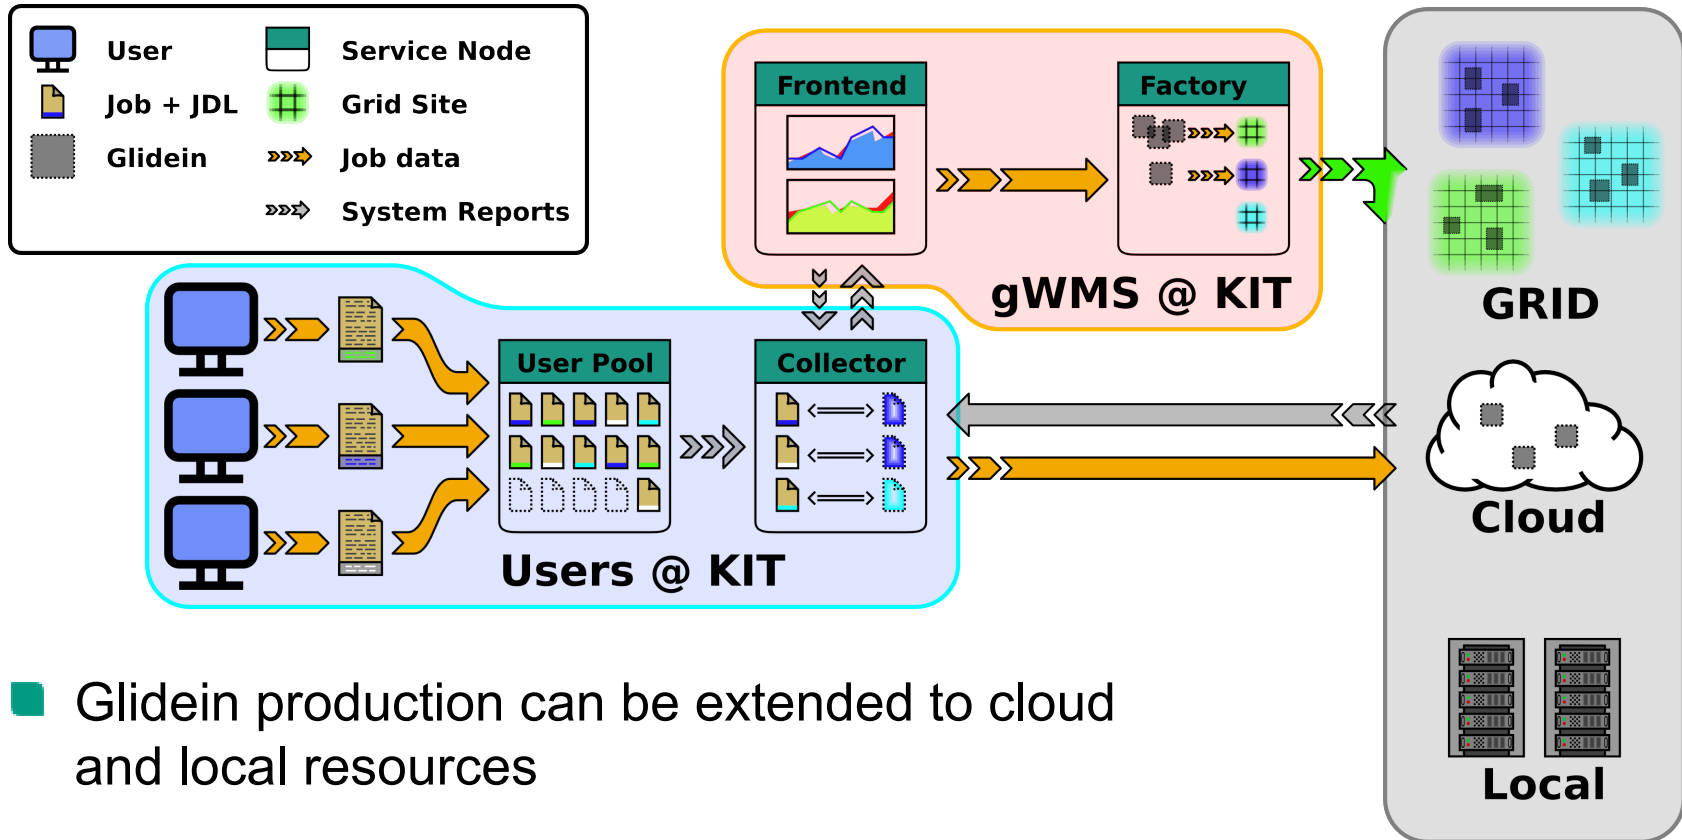 User
Service Node
Job + JDL
Grid Site
Glidein
Job data
System Reports
Frontend
Factory
gWMS @ KIT
GRID
User Pool
Collector
Users @ KIT
Cloud
Local
Glidein production can be extended to cloud
and local resources